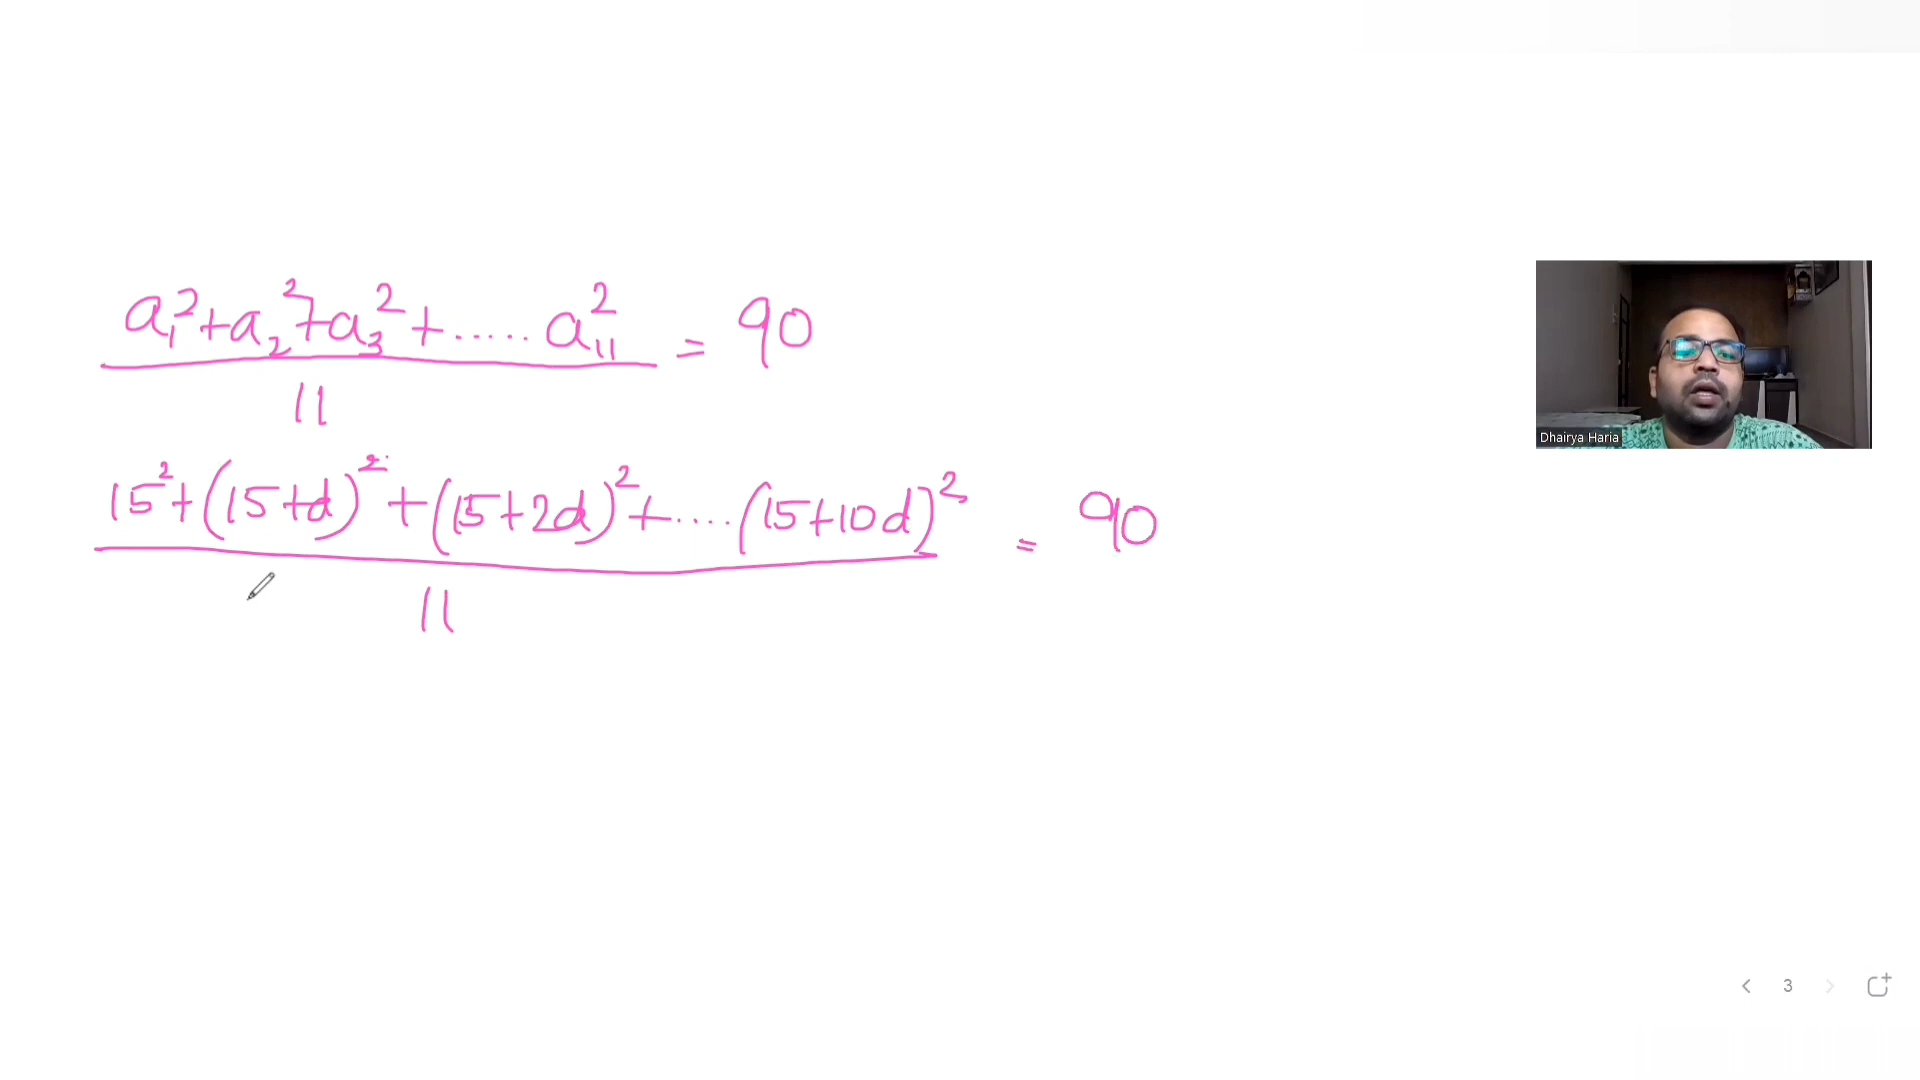 a₁²+a₂²+a₃²+.....a₁₁² = 90
11
15²+(15+d)²+(15+2d)²+....(15+10d)² = 90
11
Dhairya Haria
3